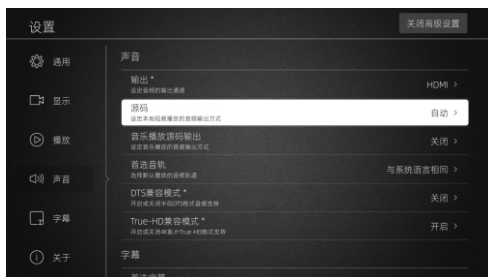 设置
关闭高级设置
通用
显示
播放
声音
字幕
关于
声音
输出 *
设定音频的输出通道
HDMI >
源码
设定本地视频播放的音频输出方式
自动 >
音乐播放源码输出
设定音乐播放的音频输出方式
关闭 >
首选音轨
选择默认播放的音频轨道
与系统语言相同 >
DTS兼容模式 *
开启或关闭半码DTS格式音频支持
关闭 >
True-HD兼容模式 *
开启或关闭4K影片True-HD格式支持
开启 >
字幕
首选字幕